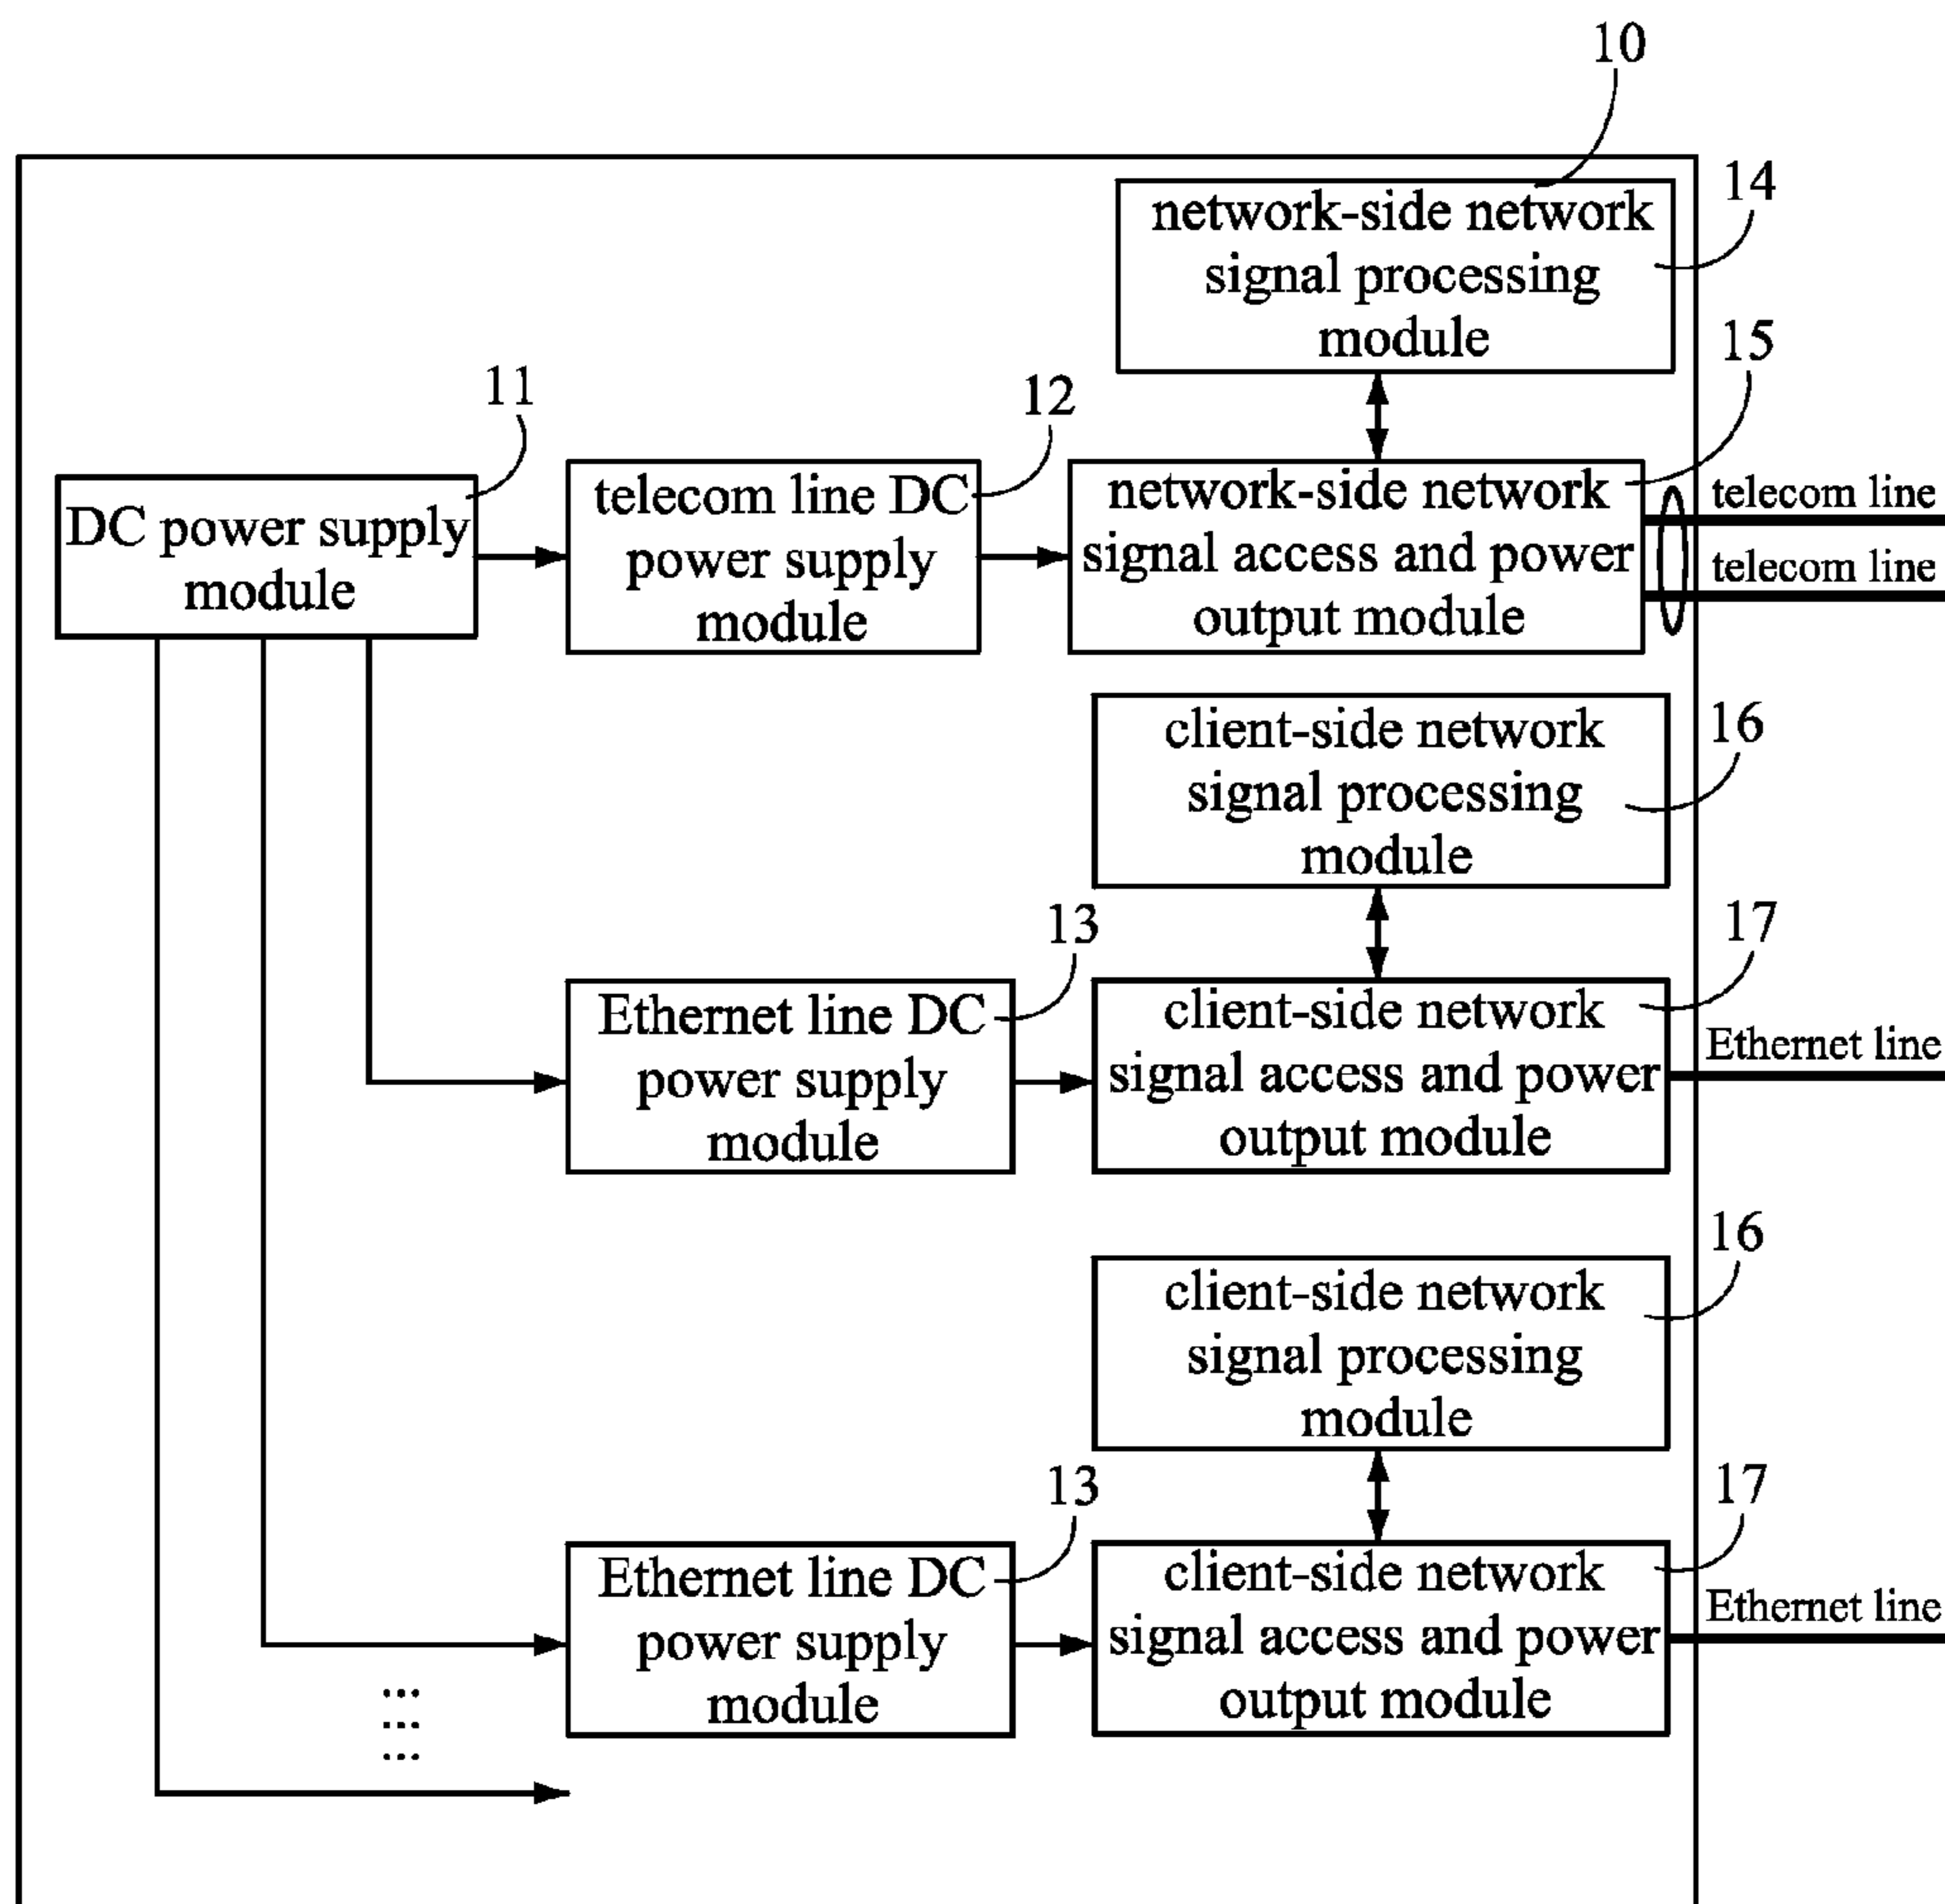 10
network-side network
signal processing
module
14
11
DC power supply
module
12
telecom line DC
power supply
module
15
network-side network
signal access and power
output module
telecom line
telecom line
client-side network
signal processing
module
16
13
Ethernet line DC
power supply
module
17
client-side network
signal access and power
output module
Ethernet line
client-side network
signal processing
module
16
13
Ethernet line DC
power supply
module
17
client-side network
signal access and power
output module
Ethernet line
...
...
...